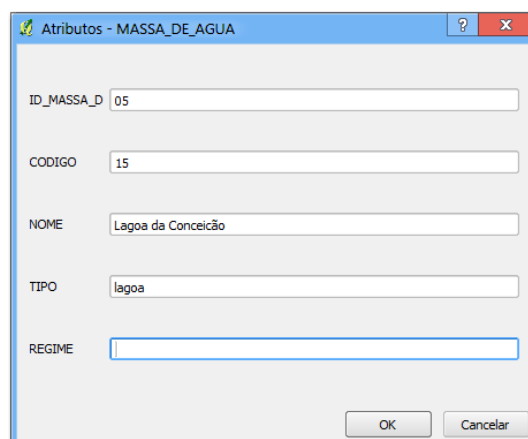 Atributos - MASSA_DE_AGUA ? X
ID_MASSA_D 05
CODIGO 15
NOME Lagoa da Conceicão
TIPO lagoa
REGIME
OK Cancelar